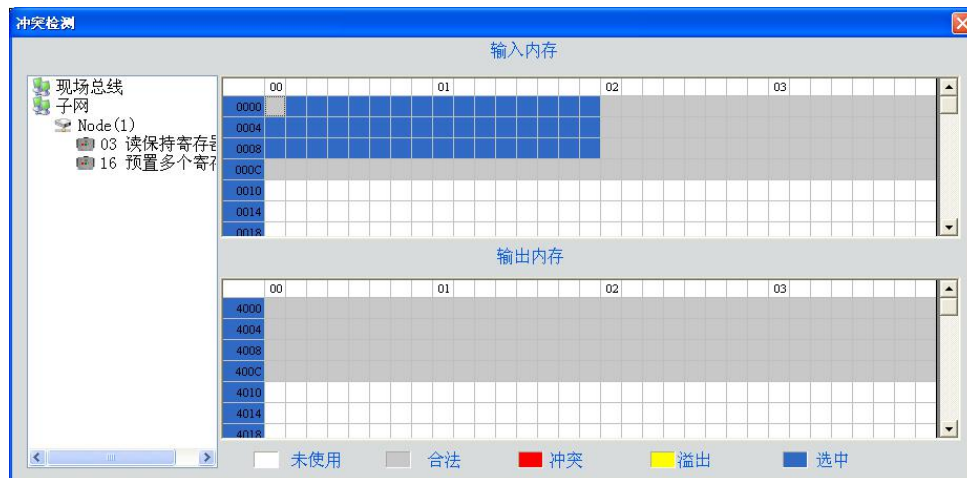 冲突检测
输入内存
现场总线
子网
Node(1)
03 读保持寄存器
16 预置多个寄存
00 01 02 03
0000
0004
0008
000C
0010
0014
0018
输出内存
00 01 02 03
4000
4004
4008
400C
4010
4014
4018
未使用 合法 冲突 溢出 选中